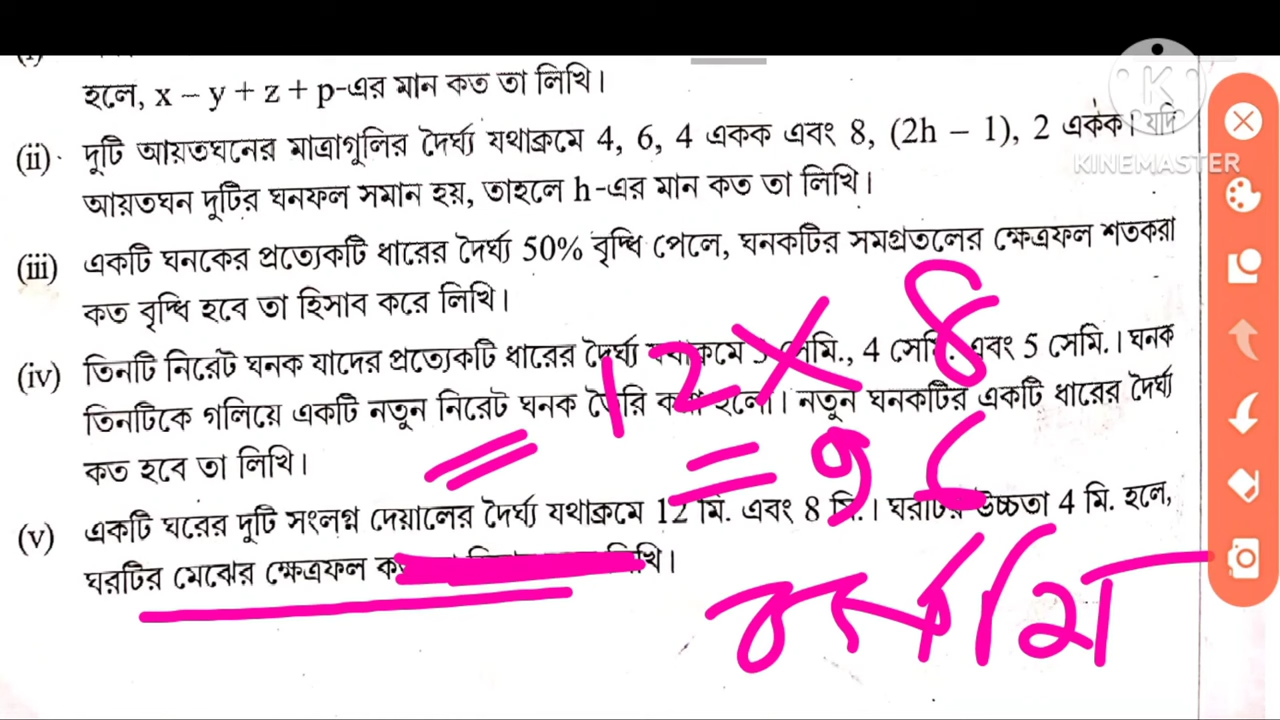 হলে, x – y + z + p-এর মান কত তা লিখি।
(ii) দুটি আয়তঘনের মাত্রাগুলির দৈর্ঘ্য যথাক্রমে 4, 6, 4 একক এবং 8, (2h – 1), 2 একক। যদি
KINEMASTER
আয়তঘন দুটির ঘনফল সমান হয়, তাহলে h-এর মান কত তা লিখি।
(iii) একটি ঘনকের প্রত্যেকটি ধারের দৈর্ঘ্য 50% বৃদ্ধি পেলে, ঘনকটির সমগ্রতলের ক্ষেত্রফল শতকরা
কত বৃদ্ধি হবে তা হিসাব করে লিখি।
(iv) তিনটি নিরেট ঘনক যাদের প্রত্যেকটি ধারের দৈর্ঘ্য যথাক্রমে 3 সেমি., 4 সেমি. এবং 5 সেমি.। ঘনক
তিনটিকে গলিয়ে একটি নতুন নিরেট ঘনক তৈরি করা হলো। নতুন ঘনকটির একটি ধারের দৈর্ঘ্য
কত হবে তা লিখি।
(v) একটি ঘরের দুটি সংলগ্ন দেয়ালের দৈর্ঘ্য যথাক্রমে 12 মি. এবং 8 মি.। ঘরটির উচ্চতা 4 মি. হলে,
ঘরটির মেঝের ক্ষেত্রফল লিখি।
= 12 × 8
= 96